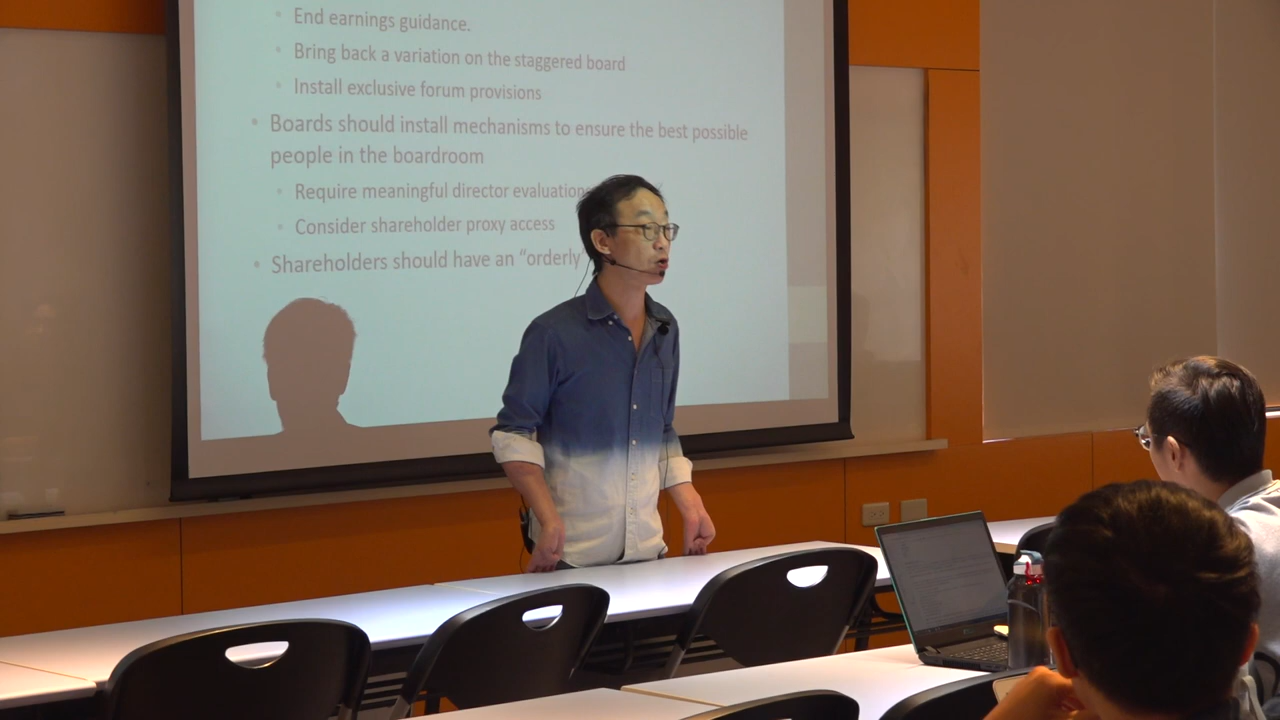 End earnings guidance.
Bring back a variation on the staggered board
Install exclusive forum provisions
Boards should install mechanisms to ensure the best possible
people in the boardroom
Require meaningful director evaluation
Consider shareholder proxy access
Shareholders should have an “orderly